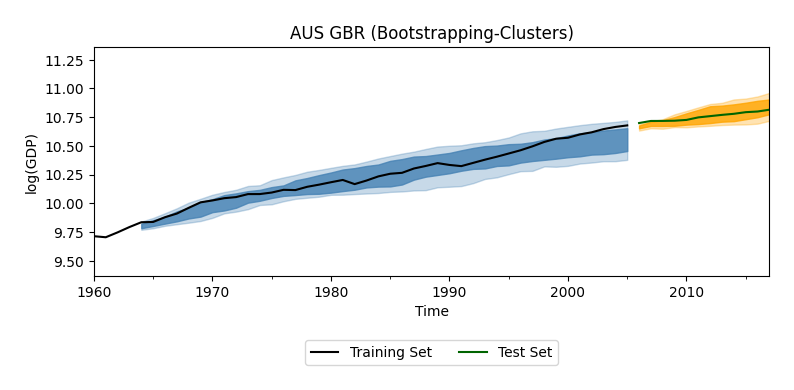 AUS GBR (Bootstrapping-Clusters)
log(GDP)
11.25
11.00
10.75
10.50
10.25
10.00
9.75
9.50
1960 1970 1980 1990 2000 2010
Time
Training Set Test Set